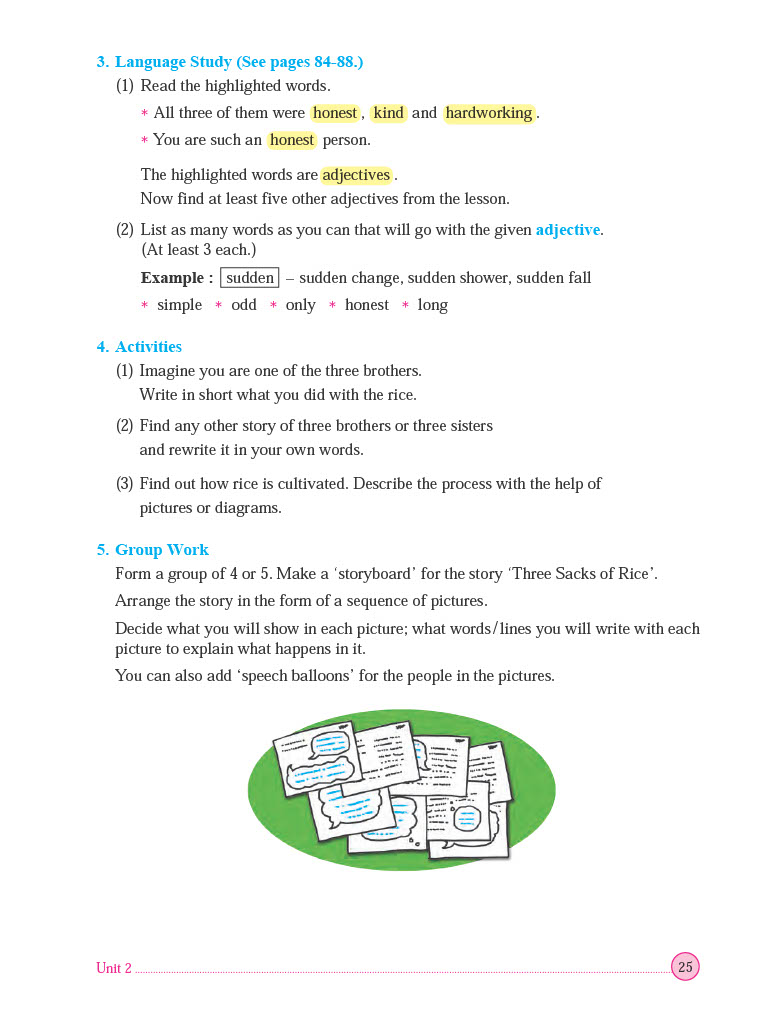 3. Language Study (See pages 84-88.)
(1) Read the highlighted words.
* All three of them were honest, kind and hardworking.
* You are such an honest person.
The highlighted words are adjectives.
Now find at least five other adjectives from the lesson.
(2) List as many words as you can that will go with the given adjective.
(At least 3 each.)
Example : sudden – sudden change, sudden shower, sudden fall
* simple * odd * only * honest * long
4. Activities
(1) Imagine you are one of the three brothers.
Write in short what you did with the rice.
(2) Find any other story of three brothers or three sisters
and rewrite it in your own words.
(3) Find out how rice is cultivated. Describe the process with the help of
pictures or diagrams.
5. Group Work
Form a group of 4 or 5. Make a ‘storyboard’ for the story ‘Three Sacks of Rice’.
Arrange the story in the form of a sequence of pictures.
Decide what you will show in each picture; what words/lines you will write with each
picture to explain what happens in it.
You can also add ‘speech balloons’ for the people in the pictures.
Unit 2
25